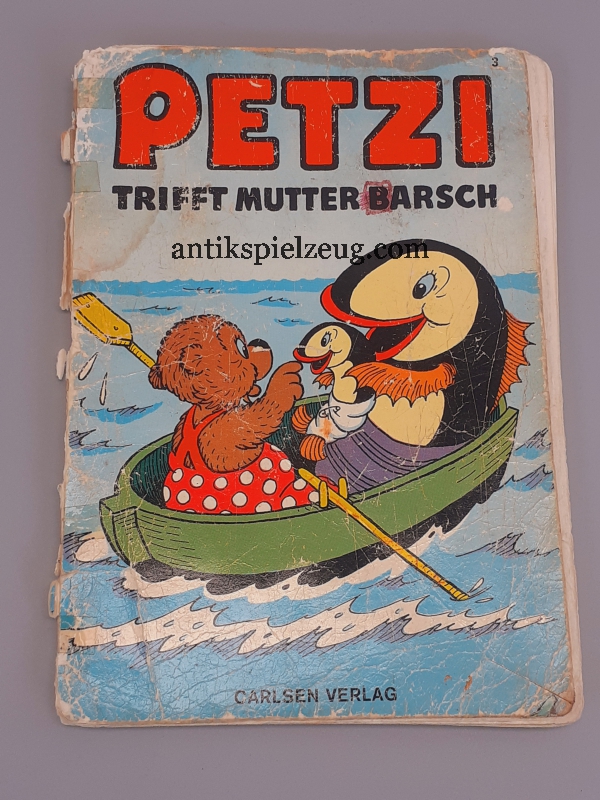 3
PETZI
TRIFFT MUTTER BARSCH
antikspielzeug.com
CARLSEN VERLAG